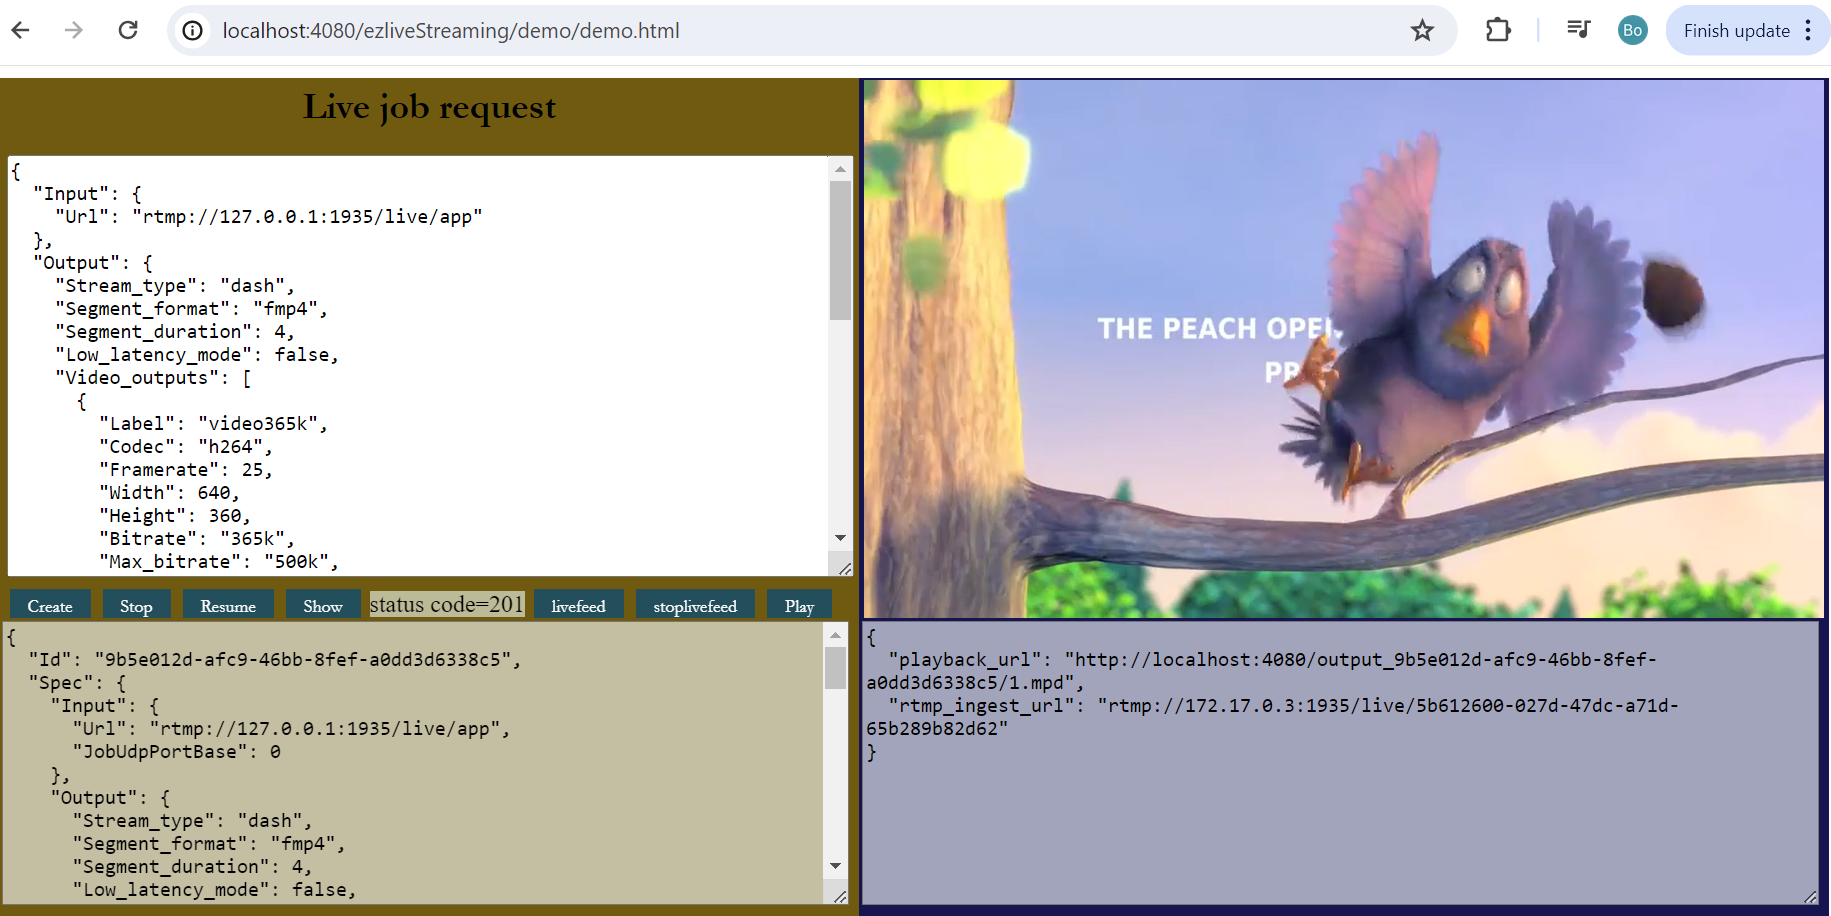 localhost:4080/ezliveStreaming/demo/demo.html
Bo
Finish update
Live job request
{
"Input": {
"Url": "rtmp://127.0.0.1:1935/live/app"
},
"Output": {
"Stream_type": "dash",
"Segment_format": "fmp4",
"Segment_duration": 4,
"Low_latency_mode": false,
"Video_outputs": [
{
"Label": "video365k",
"Codec": "h264",
"Framerate": 25,
"Width": 640,
"Height": 360,
"Bitrate": "365k",
"Max_bitrate": "500k",
Create Stop Resume Show status code=201 livefeed stoplivefeed Play
{
"Id": "9b5e012d-afc9-46bb-8fef-a0dd3d6338c5",
"Spec": {
"Input": {
"Url": "rtmp://127.0.0.1:1935/live/app",
"JobUdpPortBase": 0
},
"Output": {
"Stream_type": "dash",
"Segment_format": "fmp4",
"Segment_duration": 4,
"Low_latency_mode": false,
THE PEACH OPE
PR
{
"playback_url": "http://localhost:4080/output_9b5e012d-afc9-46bb-8fef-
a0dd3d6338c5/1.mpd",
"rtmp_ingest_url": "rtmp://172.17.0.3:1935/live/5b612600-027d-47dc-a71d-
65b289b82d62"
}